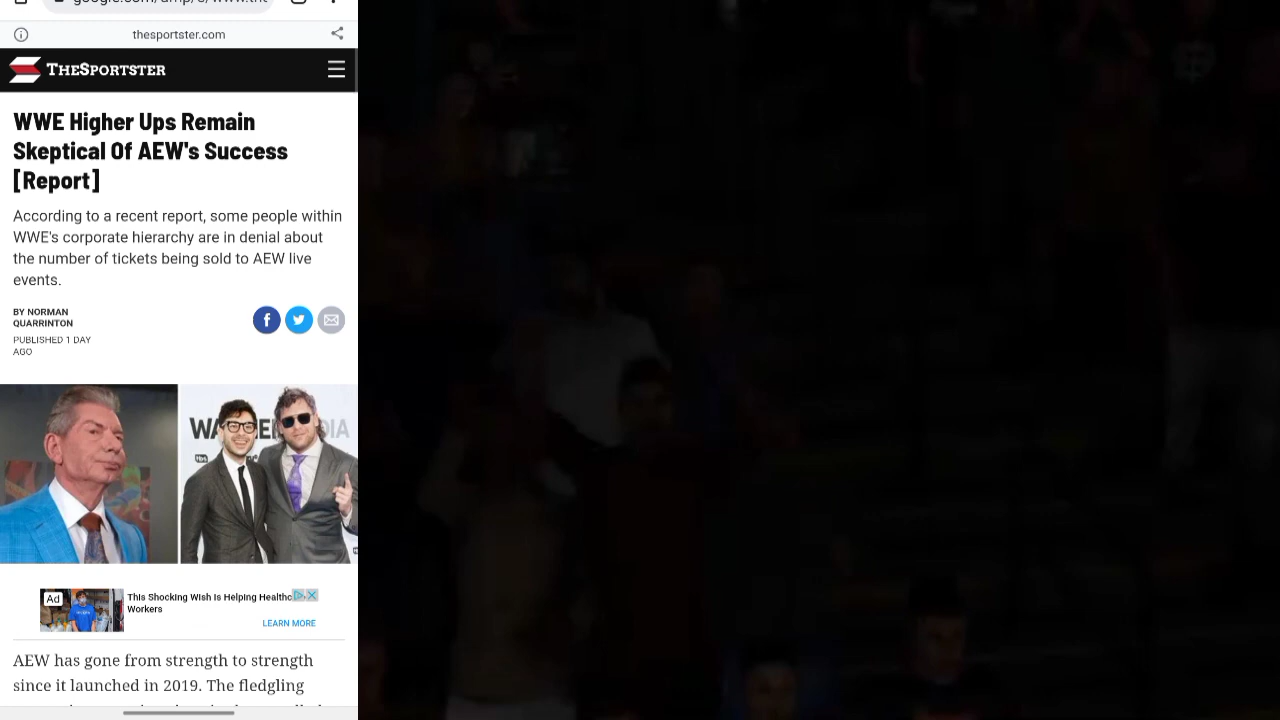 thesportster.com
THESPORTSTER
WWE Higher Ups Remain
Skeptical Of AEW's Success
[Report]
According to a recent report, some people within
WWE's corporate hierarchy are in denial about
the number of tickets being sold to AEW live
events.
BY NORMAN
QUARRINTON
PUBLISHED 1 DAY
AGO
Ad
This Shocking Wish Is Helping
Workers
LEARN MORE
AEW has gone from strength to strength
since it launched in 2019. The fledgling